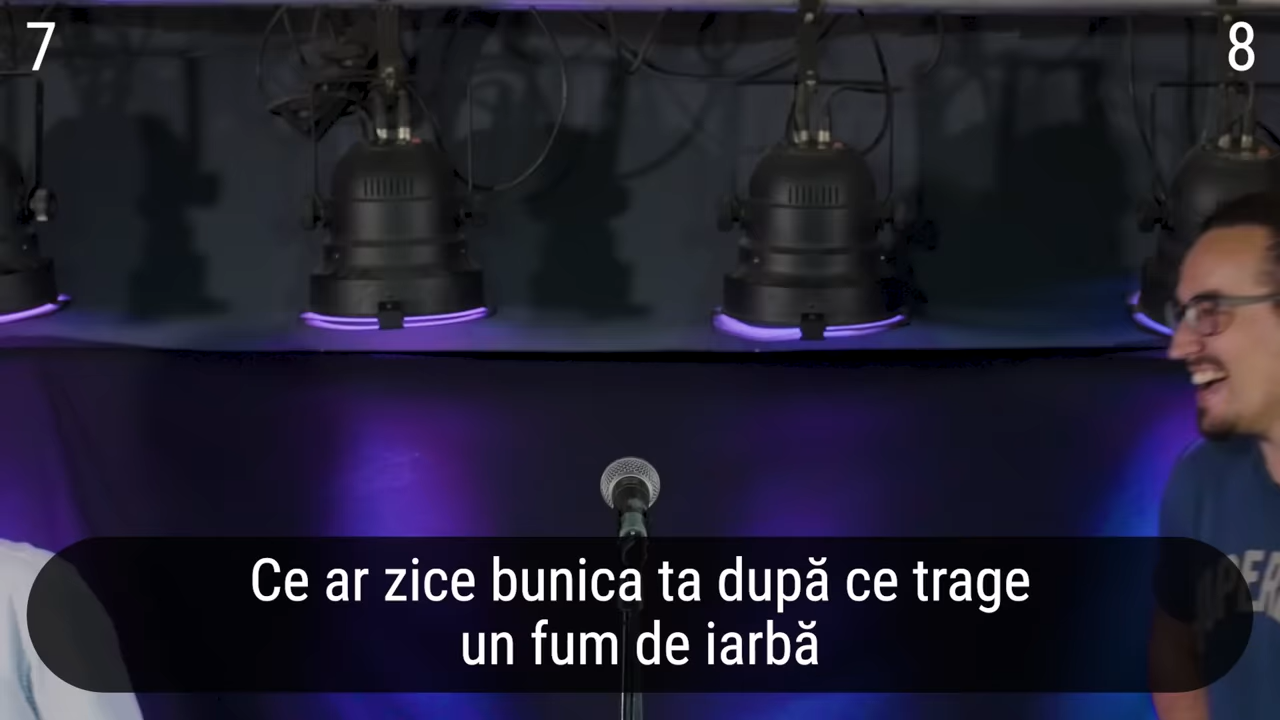 7
8
Ce ar zice bunica ta după ce trage
un fum de iarbă